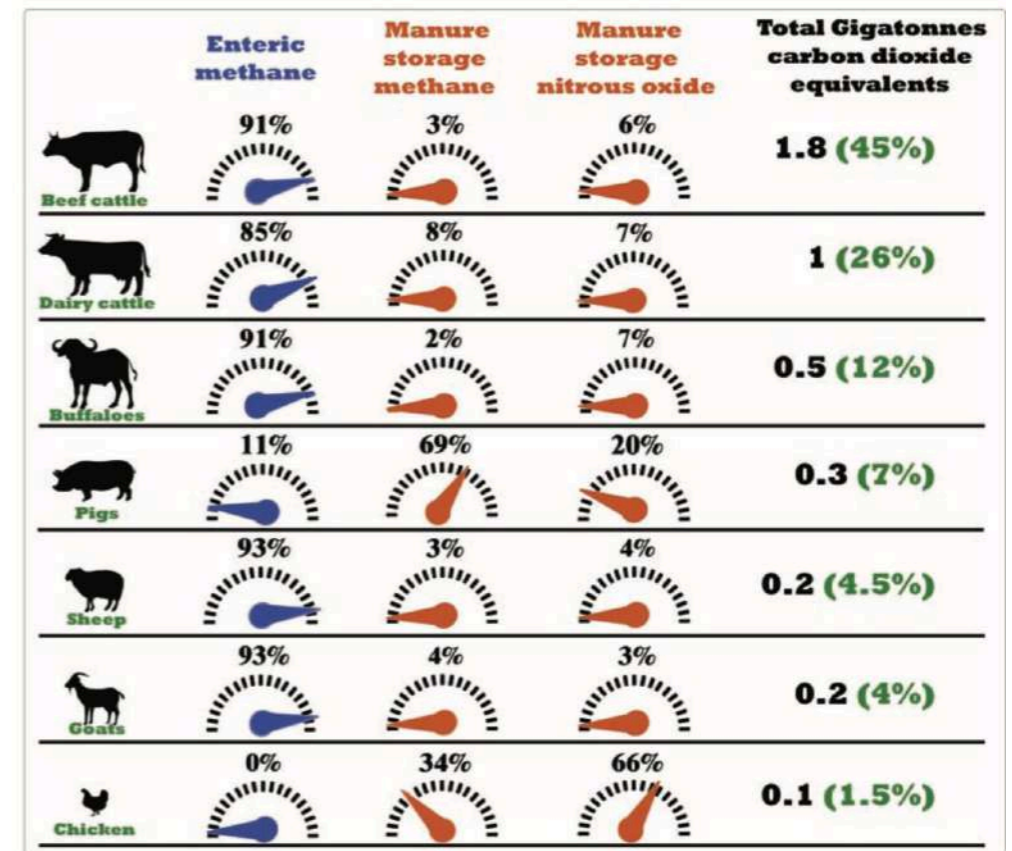 Enteric methane
Manure storage methane
Manure storage nitrous oxide
Total Gigatonnes carbon dioxide equivalents
Beef cattle
91%
3%
6%
1.8 (45%)
Dairy cattle
85%
8%
7%
1 (26%)
Buffaloes
91%
2%
7%
0.5 (12%)
Pigs
11%
69%
20%
0.3 (7%)
Sheep
93%
3%
4%
0.2 (4.5%)
Goats
93%
4%
3%
0.2 (4%)
Chicken
0%
34%
66%
0.1 (1.5%)